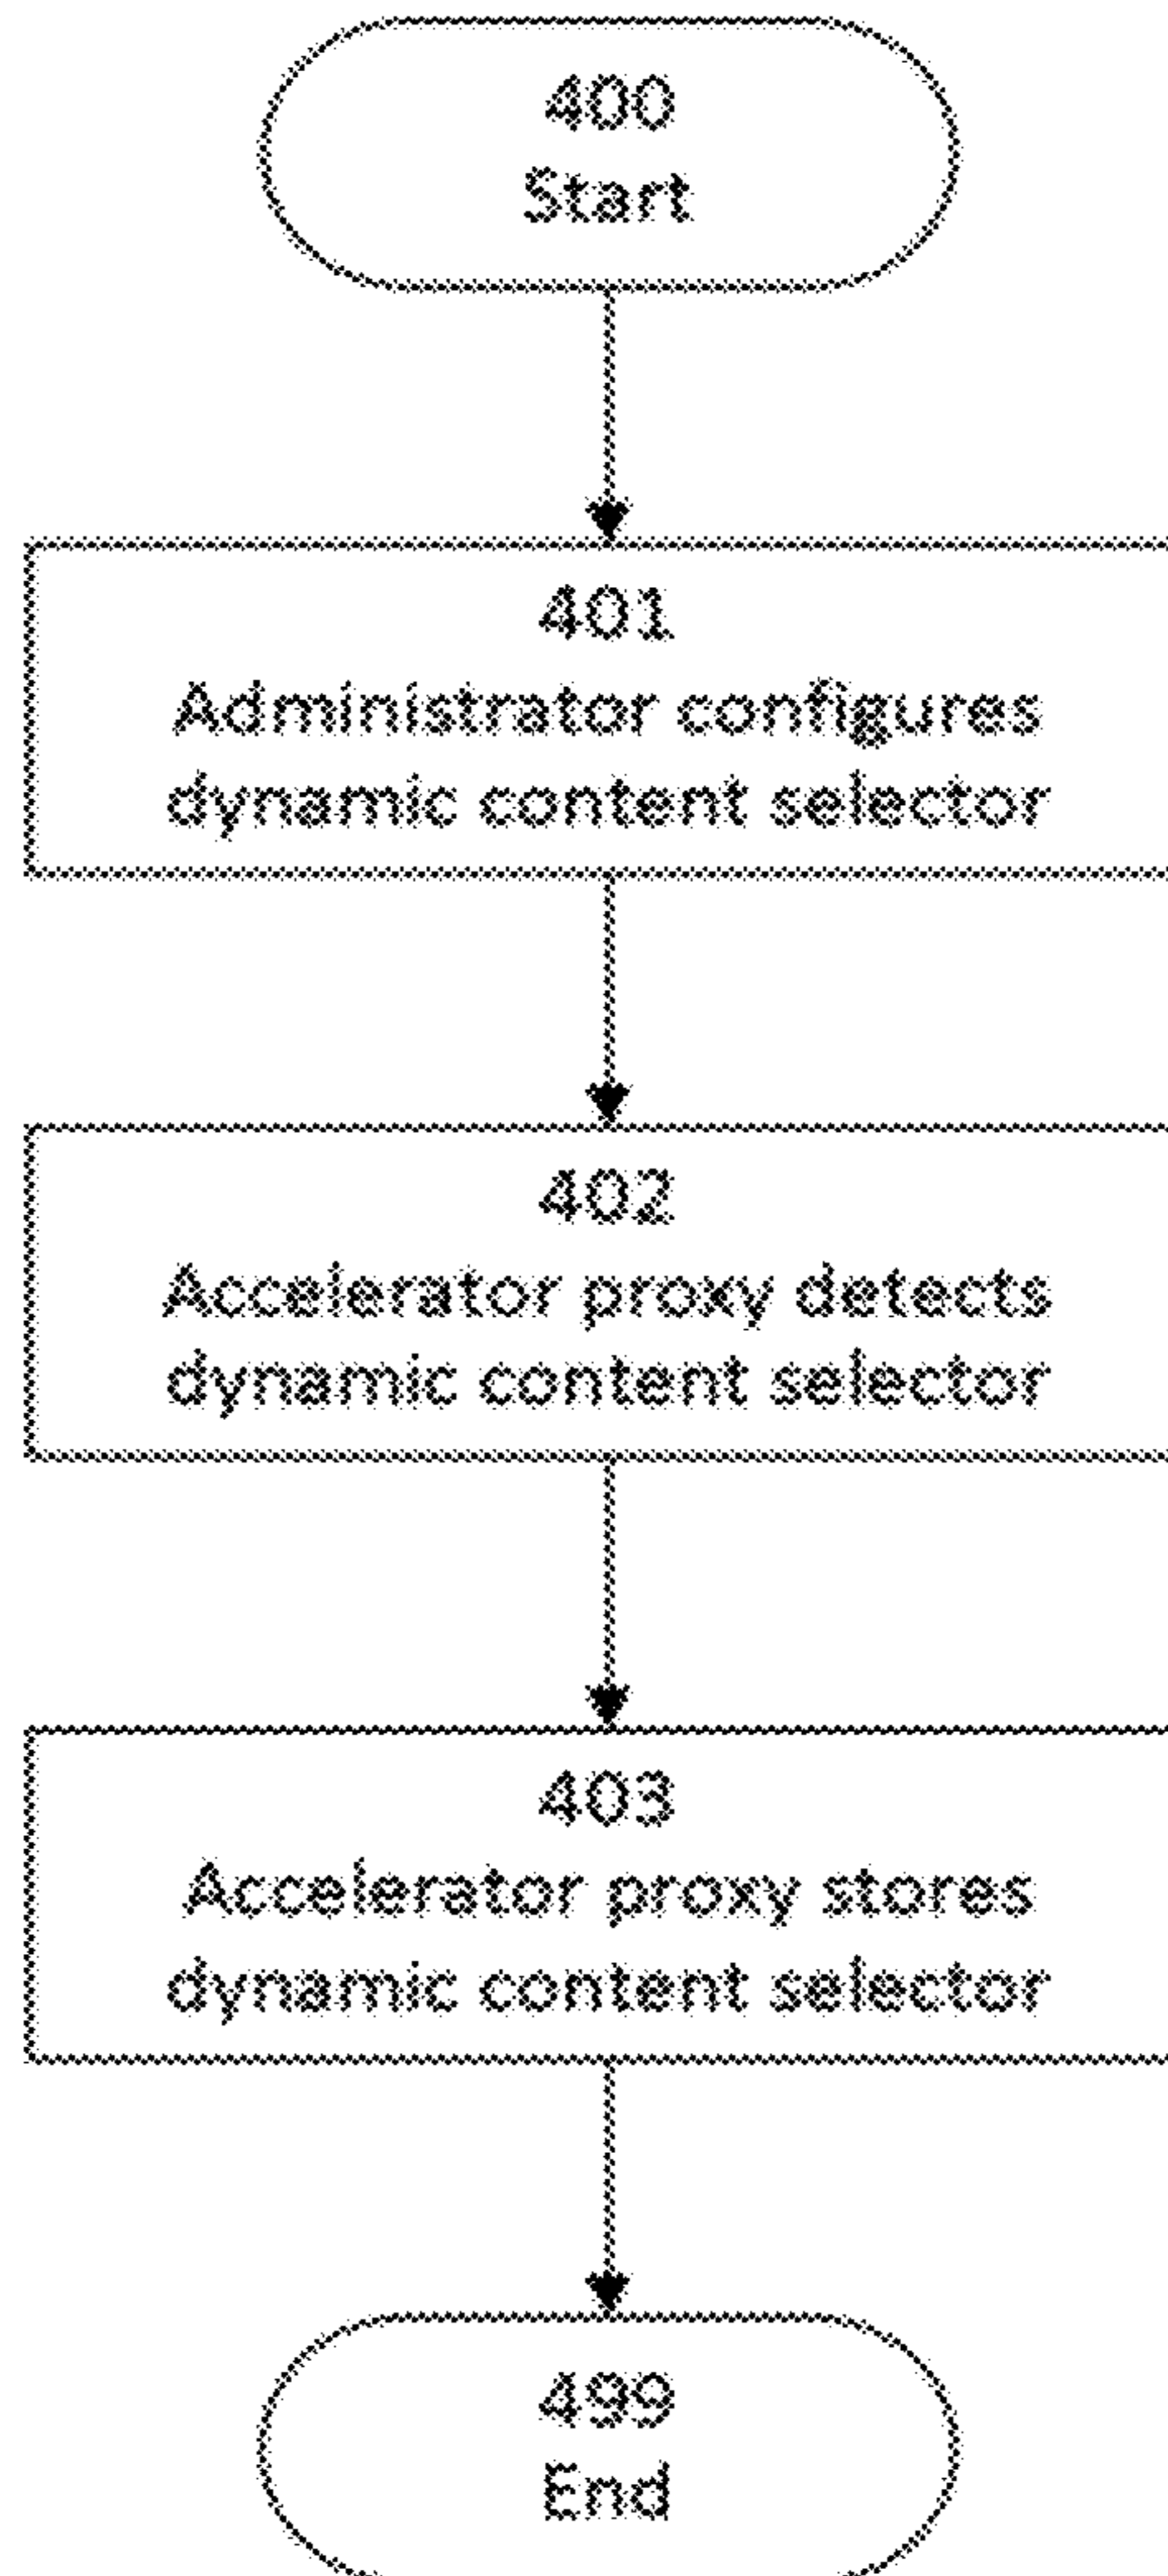 400
Start
401
Administrator configures
dynamic content selector
402
Accelerator proxy detects
dynamic content selector
403
Accelerator proxy stores
dynamic content selector
499
End